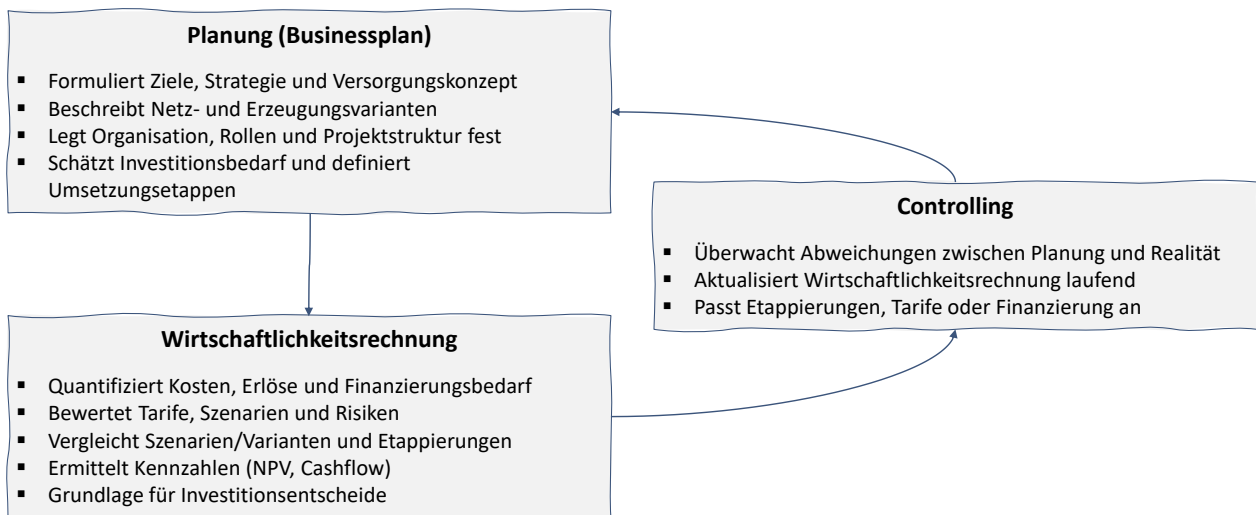 Planung (Businessplan)
▪ Formuliert Ziele, Strategie und Versorgungskonzept
▪ Beschreibt Netz- und Erzeugungsvarianten
▪ Legt Organisation, Rollen und Projektstruktur fest
▪ Schätzt Investitionsbedarf und definiert
Umsetzungsetappen
Controlling
▪ Überwacht Abweichungen zwischen Planung und Realität
▪ Aktualisiert Wirtschaftlichkeitsrechnung laufend
▪ Passt Etappierungen, Tarife oder Finanzierung an
Wirtschaftlichkeitsrechnung
▪ Quantifiziert Kosten, Erlöse und Finanzierungsbedarf
▪ Bewertet Tarife, Szenarien und Risiken
▪ Vergleicht Szenarien/Varianten und Etappierungen
▪ Ermittelt Kennzahlen (NPV, Cashflow)
▪ Grundlage für Investitionsentscheide